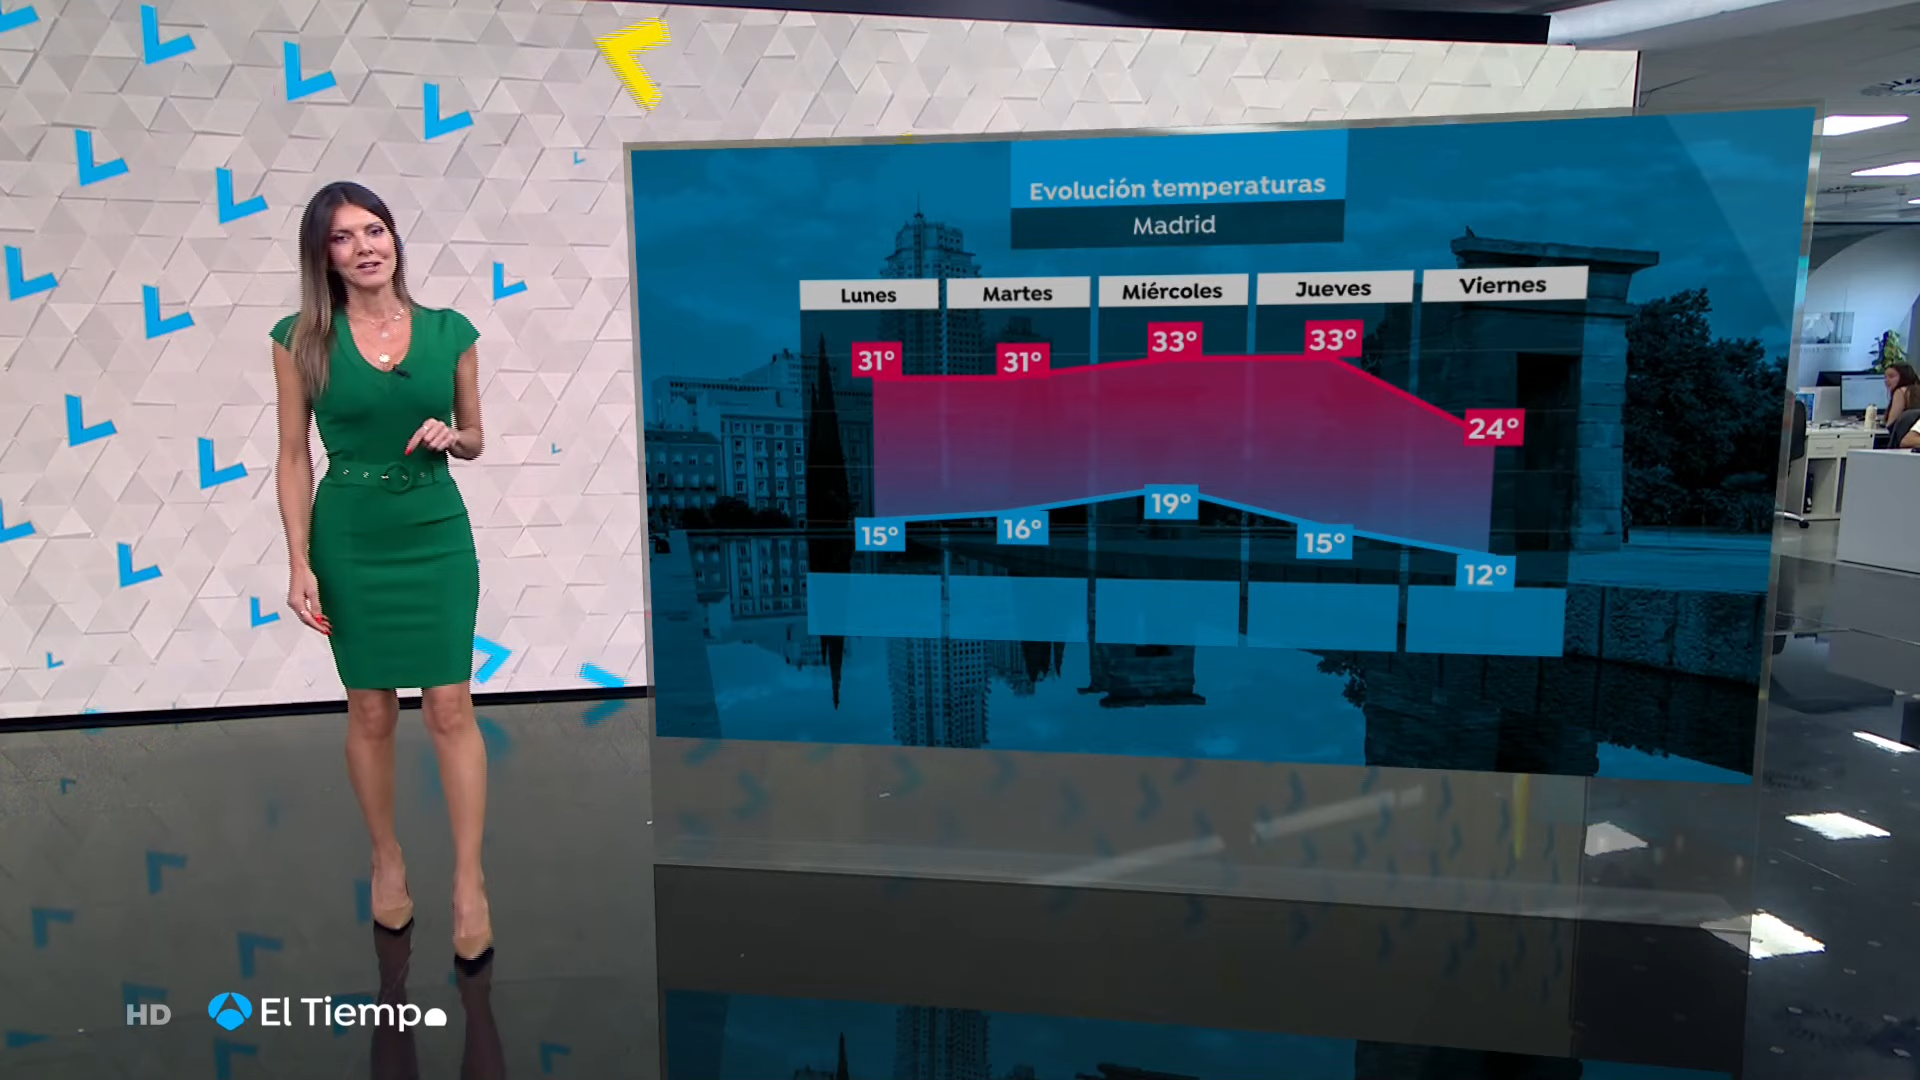 Evolución temperaturas
Madrid
Lunes Martes Miércoles Jueves Viernes
31° 31° 33° 33° 24°
15° 16° 19° 15° 12°
HD El Tiempo